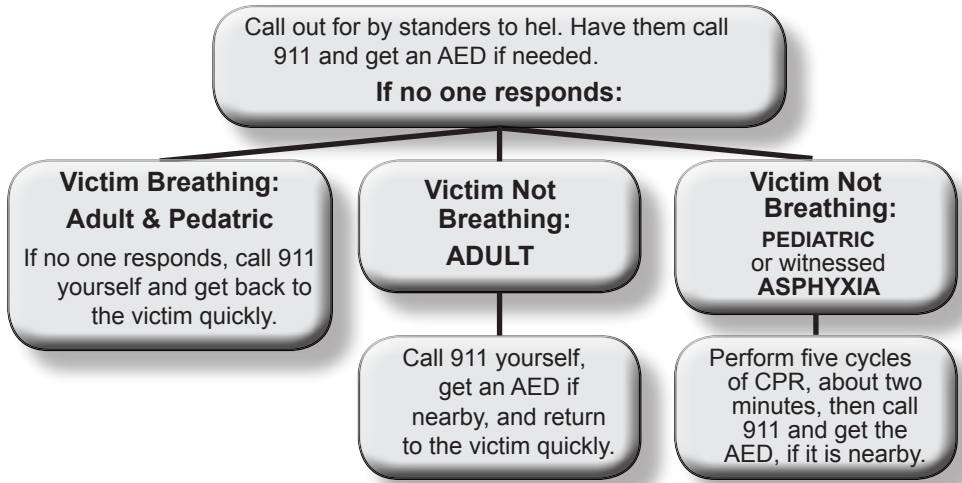 Call out for by standers to hel. Have them call
911 and get an AED if needed.
If no one responds:
Victim Breathing:
Adult & Pedatric
If no one responds, call 911
yourself and get back to
the victim quickly.
Victim Not
Breathing:
ADULT
Call 911 yourself,
get an AED if
nearby, and return
to the victim quickly.
Victim Not
Breathing:
PEDIATRIC
or witnessed
ASPHYXIA
Perform five cycles
of CPR, about two
minutes, then call
911 and get the
AED, if it is nearby.